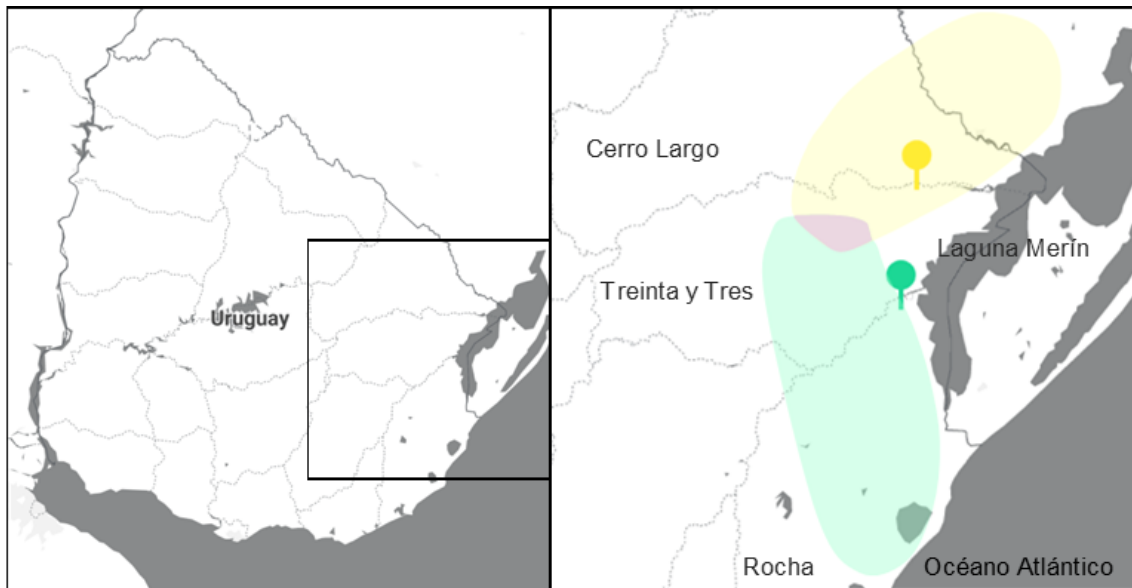 Uruguay
Cerro Largo
Laguna Merín
Treinta y Tres
Rocha
Océano Atlántico